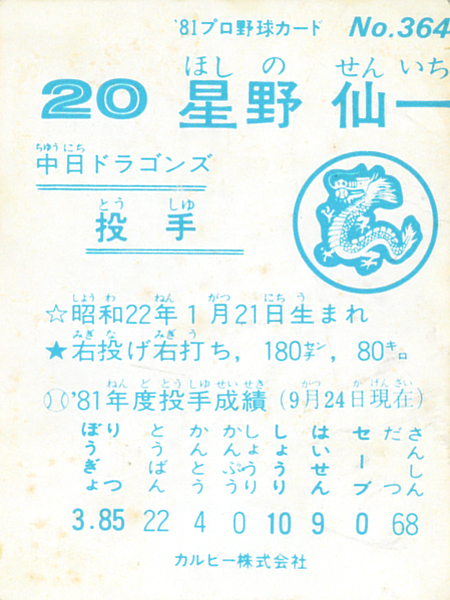 '81プロ野球カード No.364
ほし の せん いち
20 星野 仙一
ちゅうにち
中日ドラゴンズ
とう しゅ
投手
しょうわ ねん がつ にち う
☆昭和22年1月21日生まれ
みぎ な みぎ う
★右投げ右打ち，180センチ，80キロ
ねん ど とうしゅせいせき がつ か げんざい
'81年度投手成績（9月24日現在）
ぼうぎょりつ とうばん かんとう かんぷうしょうり しょうりん はいせん セーブ だつさんしん
3.85 22 4 0 10 9 0 68
カルビー株式会社